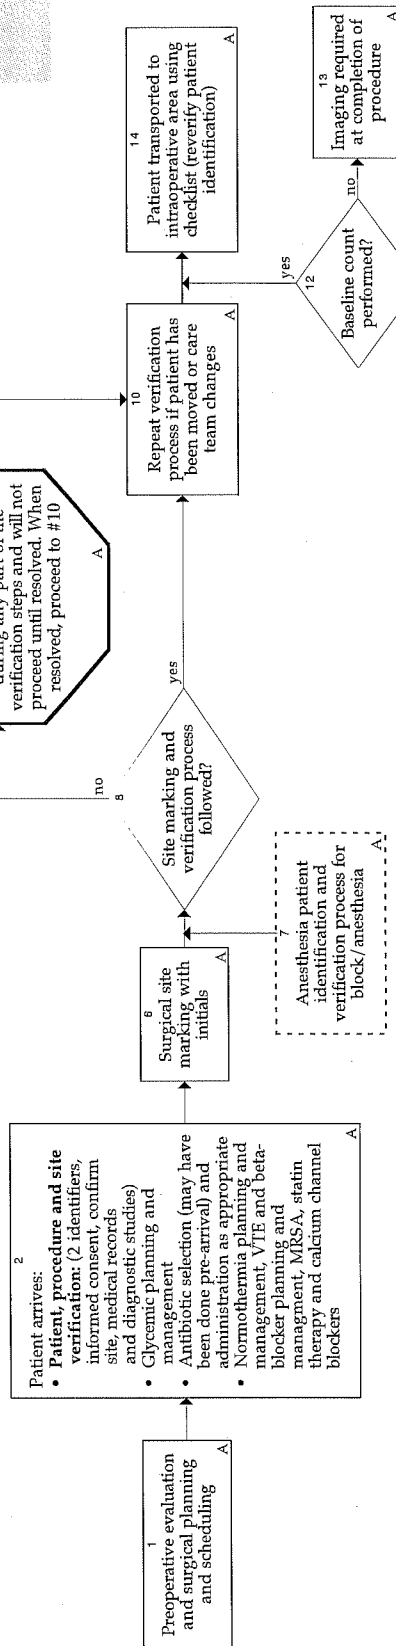 1
Preoperative evaluation
and surgical planning
and scheduling
A
2
Patient arrives:
• Patient, procedure and site
verification: (2 identifiers,
informed consent, confirm
site, medical records
and diagnostic studies)
• Glycemic planning and
management
• Antibiotic selection (may have
been done pre-arrival) and
administration as appropriate
• Normothermia planning and
management, VTE and beta-
blocker planning and
managment, MRSA, statin
therapy and calcium channel
blockers
A
6
Surgical site
marking with
initials
A
7
Anesthesia patient
identification and
verification process for
block/anesthesia
A
8
Site marking and
verification process
followed?
no
yes
verification steps and will not
proceed until resolved. When
resolved, proceed to #10
A
10
Repeat verification
process if patient has
been moved or care
team changes
A
12
Baseline count
performed?
yes
no
13
Imaging required
at completion of
procedure
A
14
Patient transported to
intraoperative area using
checklist (reverify patient
identification)
A